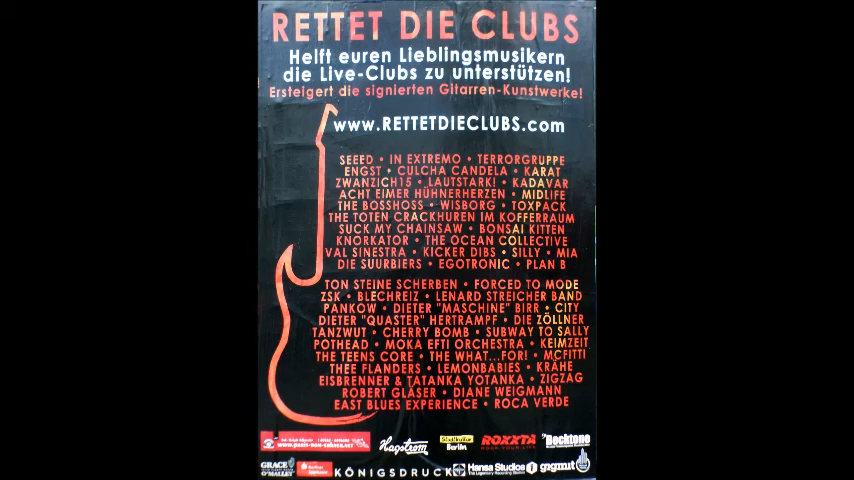 RETTET DIE CLUBS
Helft euren Lieblingsmusikern
die Live-Clubs zu unterstützen!
Ersteigert die signierten Gitarren-Kunstwerke!
www.RETTETDIECLUBS.com
SEEED • IN EXTREMO • TERRORGRUPPE
ENGST • CULCHA CANDELA • KARAT
ZWANZICH15 • LAUTSTARK! • KADAVAR
ACHT EIMER HÜHNERHERZEN • MIDLIFE
THE BOSSHOSS • WISBORG • TOXPACK
THE TOTEN CRACKHUREN IM KOFFERRAUM
SUCK MY CHAINSAW • BONSAI KITTEN
KNORKATOR • THE OCEAN COLLECTIVE
VAL SINESTRA • KICKER DIBS • SILLY • MIA
DIE SUURBIERS • EGOTRONIC • PLAN B
TON STEINE SCHERBEN • FORCED TO MODE
ZSK • BLECHREIZ • LENARD STREICHER BAND
PANKOW • DIETER "MASCHINE" BIRR • CITY
DIETER "QUASTER" HERTRAMPF • DIE ZÖLLNER
TANZWUT • CHERRY BOMB • SUBWAY TO SALLY
POTHEAD • MOKA EFTI ORCHESTRA • KEIMZEIT
THE TEENS CORE • THE WHAT...FOR! • MCFITTI
THEE FLANDERS • LEMONBABIES • KRÄHE
EISBRENNER & TATANKA YOTANKA • ZIGZAG
ROBERT GLÄSER • DIANE WEIGMANN
EAST BLUES EXPERIENCE • ROCA VERDE
Hagstrom
Berlin
ROXXTA
Bocktone
GRACE
O'MALLEY
KÖNIGSDRUCK
Hansa Studios
gigmit